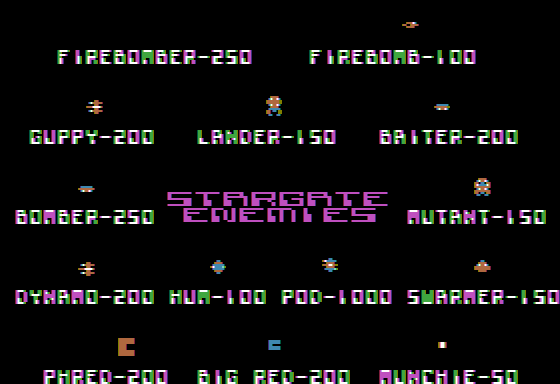 FIREBOMBER-250 FIREBOMB-100
GUPPY-200 LANDER-150 BAITER-200
STARGATE
BOMBER-250 ENEMIES MUTANT-150
DYNAMO-200 HUM-100 POD-1000 SWARMER-150
PHRED-200 BIG RED-200 MUNCHIE-50